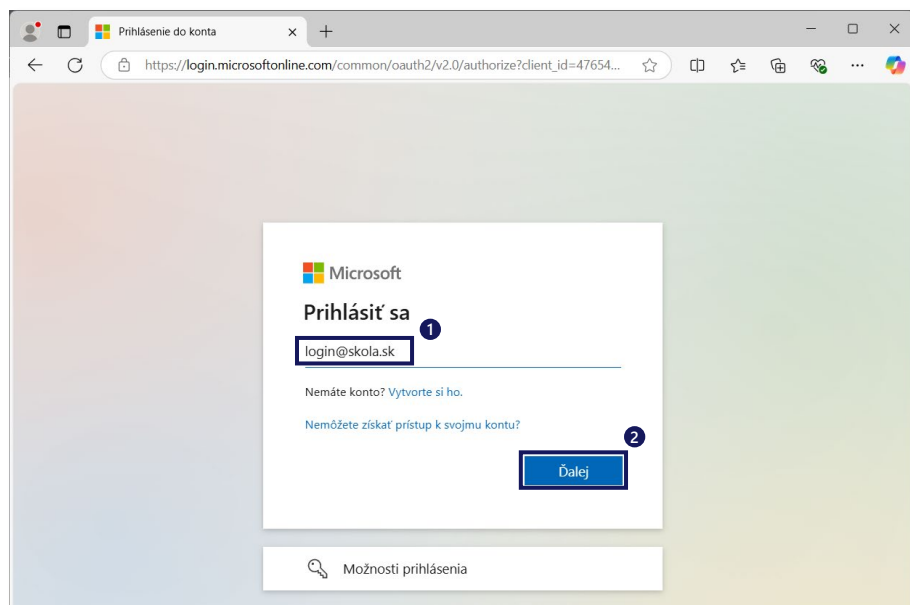 Prihlásenie do konta
https://login.microsoftonline.com/common/oauth2/v2.0/authorize?client_id=47654...
Microsoft
Prihlásiť sa
1
login@skola.sk
Nemáte konto? Vytvorte si ho.
Nemôžete získať prístup k svojmu kontu?
2
Ďalej
Možnosti prihlásenia